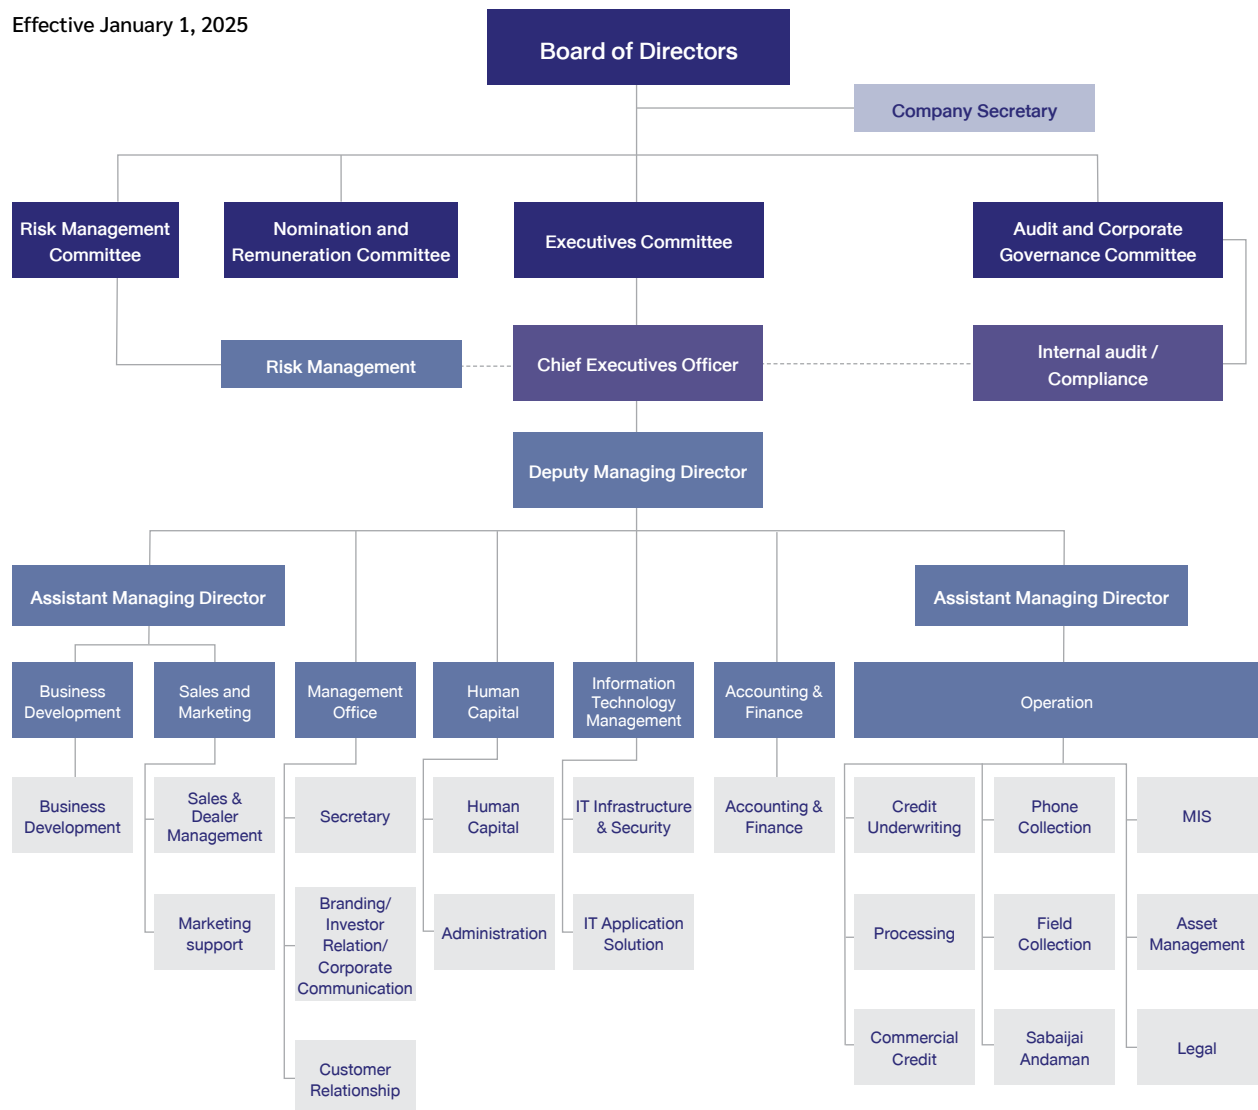 Effective January 1, 2025
Board of Directors
Company Secretary
Risk Management
Committee
Nomination and
Remuneration Committee
Executives Committee
Audit and Corporate
Governance Committee
Risk Management
Chief Executives Officer
Internal audit /
Compliance
Deputy Managing Director
Assistant Managing Director
Assistant Managing Director
Business
Development
Sales and
Marketing
Management
Office
Human
Capital
Information
Technology
Management
Accounting &
Finance
Operation
Business
Development
Sales &
Dealer
Management
Secretary
Human
Capital
IT Infrastructure
& Security
Accounting &
Finance
Credit
Underwriting
Phone
Collection
MIS
Marketing
support
Branding/
Investor
Relation/
Corporate
Communication
Administration
IT Application
Solution
Processing
Field
Collection
Asset
Management
Customer
Relationship
Commercial
Credit
Sabaijai
Andaman
Legal